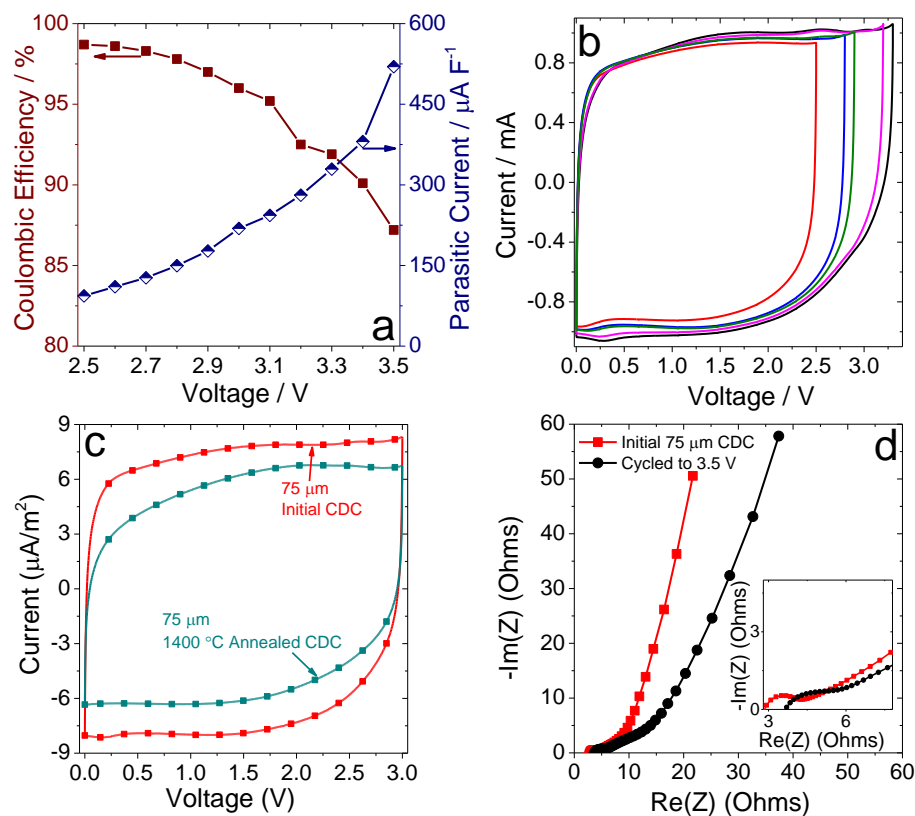 100
95
90
85
80
Coulombic Efficiency / %
600
450
300
150
0
Parasitic Current / μA F⁻¹
2.5 2.7 2.9 3.1 3.3 3.5
Voltage / V
a
b
0.8
0.4
0.0
-0.4
-0.8
Current / mA
0.0 0.5 1.0 1.5 2.0 2.5 3.0
Voltage / V
c
9
6
3
0
-3
-6
-9
Current (μA/m²)
75 μm
Initial CDC
75 μm
1400 °C Annealed CDC
0.0 0.5 1.0 1.5 2.0 2.5 3.0
Voltage (V)
d
-60
-50
-40
-30
-20
-10
0
-Im(Z) (Ohms)
Initial 75 μm CDC
Cycled to 3.5 V
3
0
-Im(Z) (Ohms)
3 6
Re(Z) (Ohms)
0 10 20 30 40 50 60
Re(Z) (Ohms)